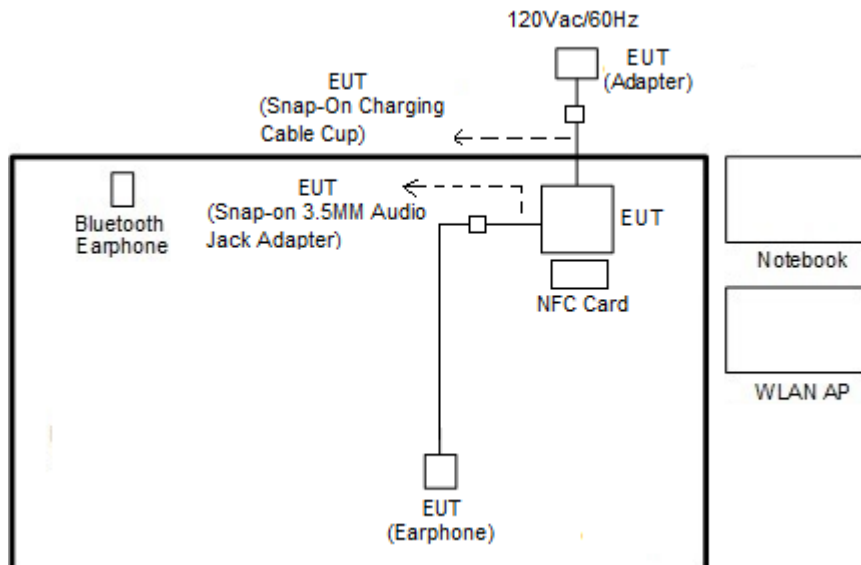 120Vac/60Hz
EUT
(Adapter)
EUT
(Snap-On Charging
Cable Cup)
EUT
(Snap-on 3.5MM Audio
Jack Adapter)
Bluetooth
Earphone
EUT
NFC Card
Notebook
WLAN AP
EUT
(Earphone)